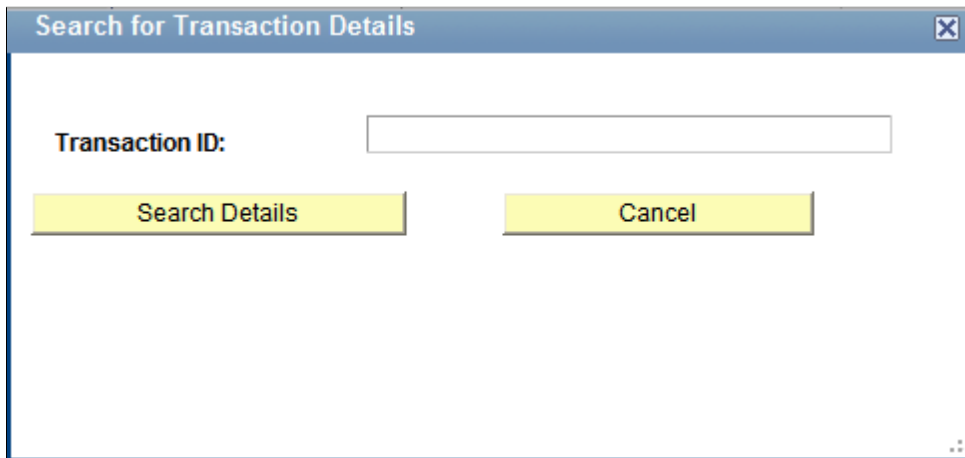 Search for Transaction Details
Transaction ID:
Search Details
Cancel